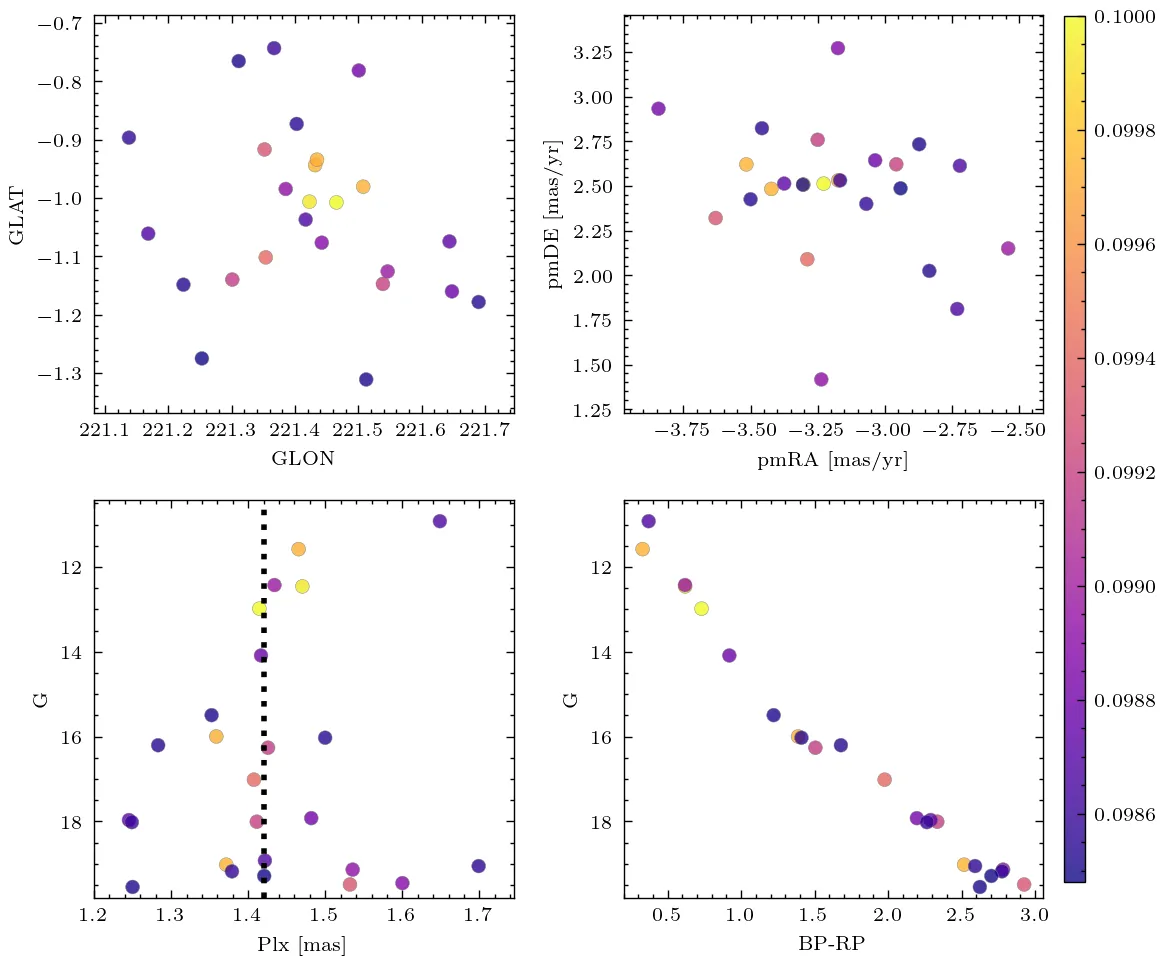 −0.7
−0.8
−0.9
−1.0
−1.1
−1.2
−1.3
GLAT
221.1 221.2 221.3 221.4 221.5 221.6 221.7
GLON
3.25
3.00
2.75
2.50
2.25
2.00
1.75
1.50
1.25
pmDE [mas/yr]
−3.75 −3.50 −3.25 −3.00 −2.75 −2.50
pmRA [mas/yr]
12
14
16
18
G
1.2 1.3 1.4 1.5 1.6 1.7
Plx [mas]
12
14
16
18
G
0.5 1.0 1.5 2.0 2.5 3.0
BP-RP
0.1000
0.0998
0.0996
0.0994
0.0992
0.0990
0.0988
0.0986